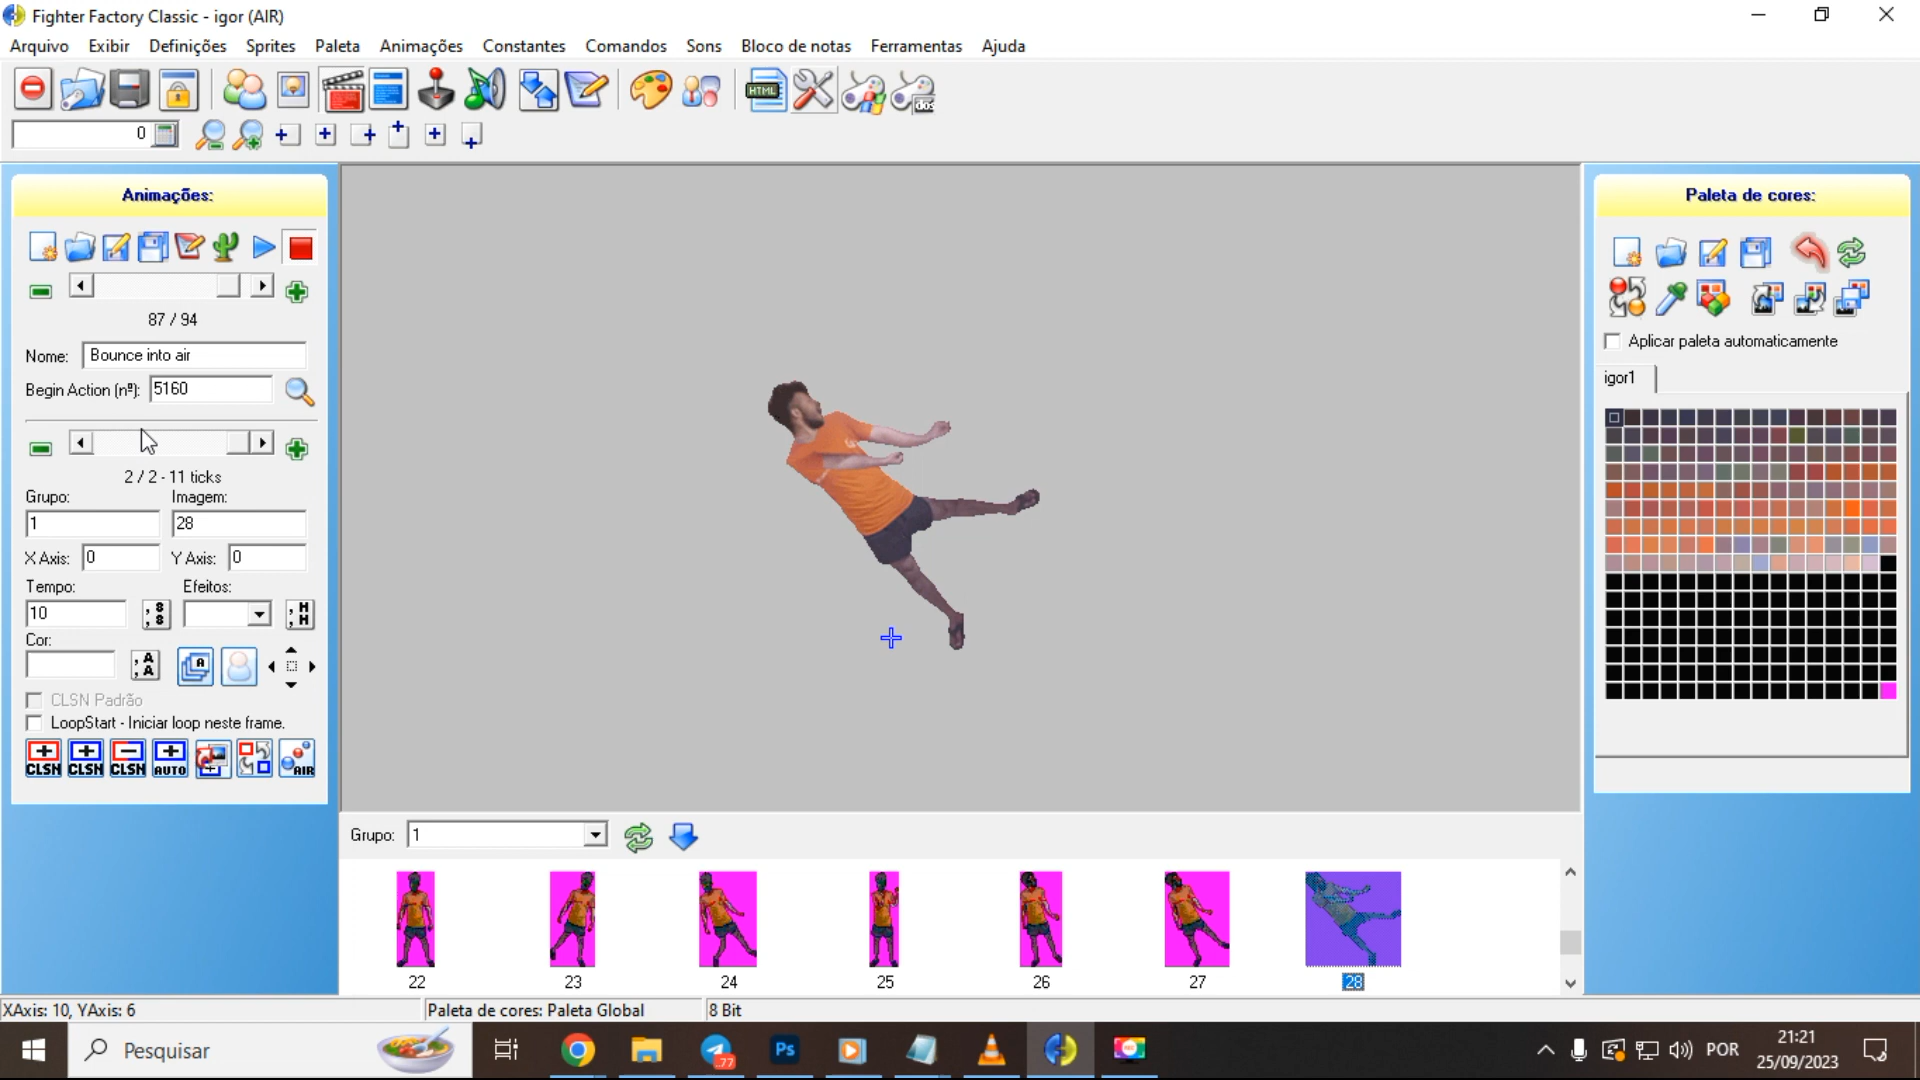 Fighter Factory Classic - igor (AIR)
Arquivo Exibir Definições Sprites Paleta Animações Constantes Comandos Sons Bloco de notas Ferramentas Ajuda
HTML
dos
0
Animações:
87 / 94
Nome: Bounce into air
Begin Action (nº): 5160
2 / 2 - 11 ticks
Grupo: Imagem:
1 28
X Axis: 0 Y Axis: 0
Tempo: Efeitos:
10
Cor:
CLSN Padrão
LoopStart - Iniciar loop neste frame.
CLSN CLSN CLSN AUTO AIR
Paleta de cores:
Aplicar paleta automaticamente
igor1
Grupo: 1
22 23 24 25 26 27 28
XAxis: 10, YAxis: 6 Paleta de cores: Paleta Global 8 Bit
Pesquisar
77
Ps
POR
21:21
25/09/2023